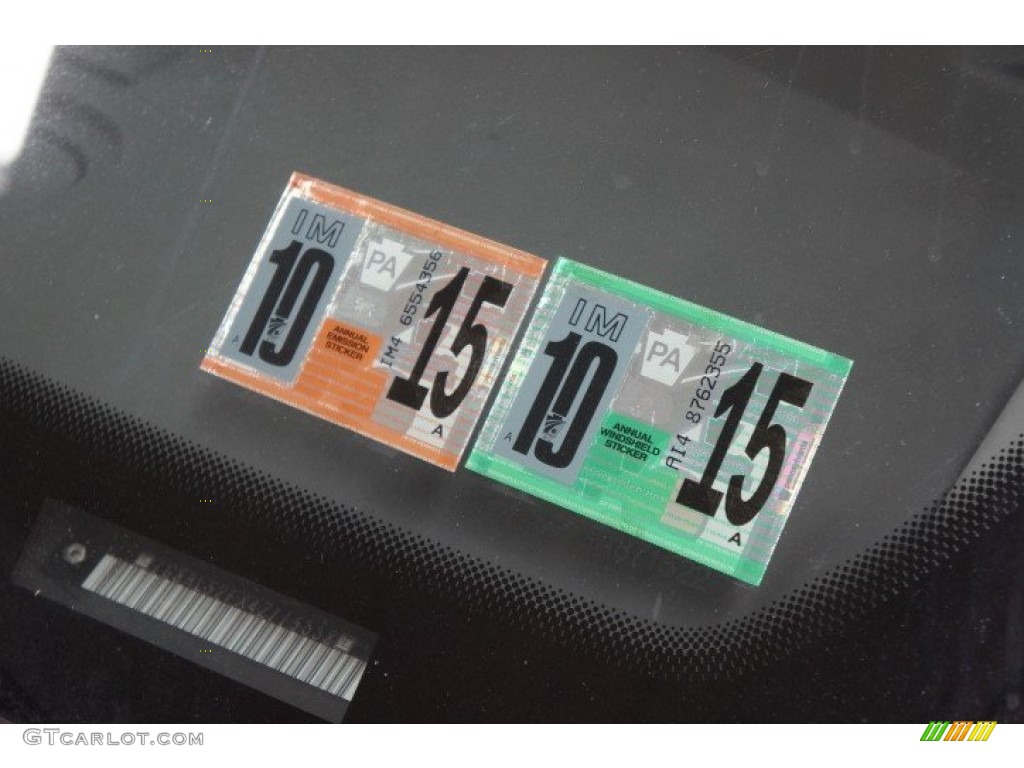 IM
10
PA
IM4 6554356
15
ANNUAL
EMISSION
STICKER
A
A
IM
10
PA
AI4 8762355
15
ANNUAL
WINDSHIELD
STICKER
A
A
GTCARLOT.COM